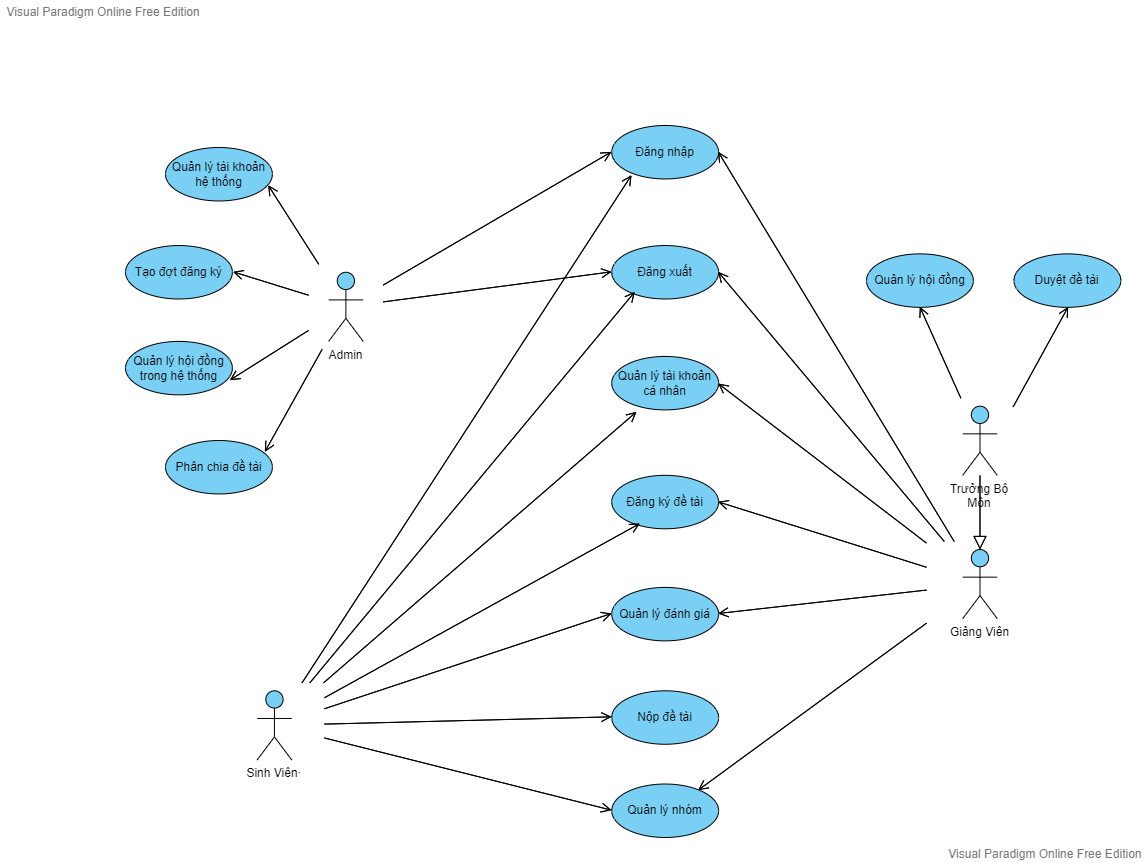 Visual Paradigm Online Free Edition
Đăng nhập
Quản lý tài khoản
hệ thống
Tạo đợt đăng ký
Đăng xuất
Quản lý hội đồng
Duyệt đề tài
Admin
Quản lý hội đồng
trong hệ thống
Quản lý tài khoản
cá nhân
Phân chia đề tài
Đăng ký đề tài
Trưởng Bộ
Môn
Quản lý đánh giá
Giảng Viên
Nộp đề tài
Sinh Viên
Quản lý nhóm
Visual Paradigm Online Free Edition